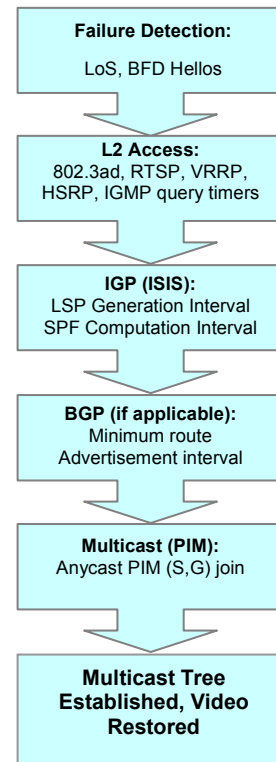 Failure Detection:
LoS, BFD Hellos
L2 Access:
802.3ad, RTSP, VRRP,
HSRP, IGMP query timers
IGP (ISIS):
LSP Generation Interval
SPF Computation Interval
BGP (if applicable):
Minimum route
Advertisement interval
Multicast (PIM):
Anycast PIM (S,G) join
Multicast Tree
Established, Video
Restored